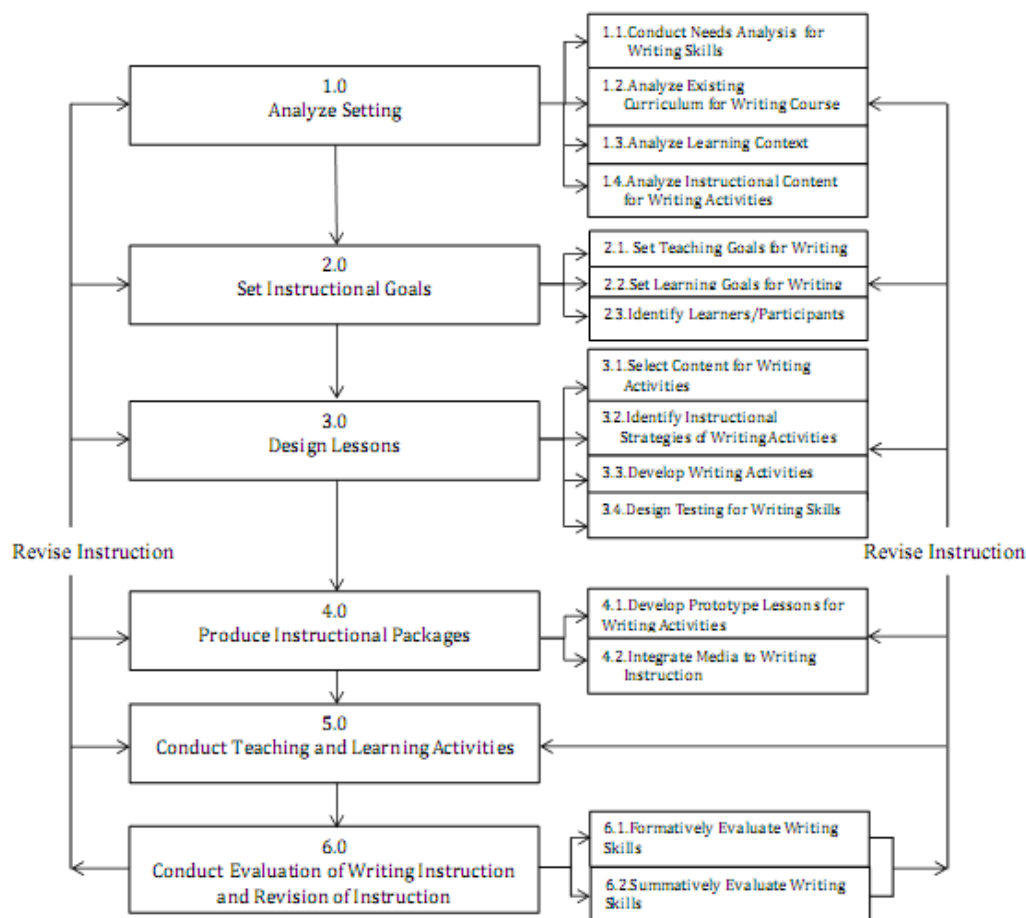 1.0
Analyze Setting
1.1.Conduct Needs Analysis for
Writing Skills
1.2.Analyze Existing
Curriculum for Writing Course
1.3.Analyze Learning Context
1.4.Analyze Instructional Content
for Writing Activities
2.0
Set Instructional Goals
2.1. Set Teaching Goals for Writing
2.2.Set Learning Goals for Writing
2.3.Identify Learners/Participants
3.0
Design Lessons
3.1.Select Content for Writing
Activities
3.2.Identify Instructional
Strategies of Writing Activities
3.3.Develop Writing Activities
3.4.Design Testing for Writing Skills
Revise Instruction
Revise Instruction
4.0
Produce Instructional Packages
4.1.Develop Prototype Lessons for
Writing Activities
4.2.Integrate Media to Writing
Instruction
5.0
Conduct Teaching and Learning Activities
6.0
Conduct Evaluation of Writing Instruction
and Revision of Instruction
6.1.Formatively Evaluate Writing
Skills
6.2.Summatively Evaluate Writing
Skills